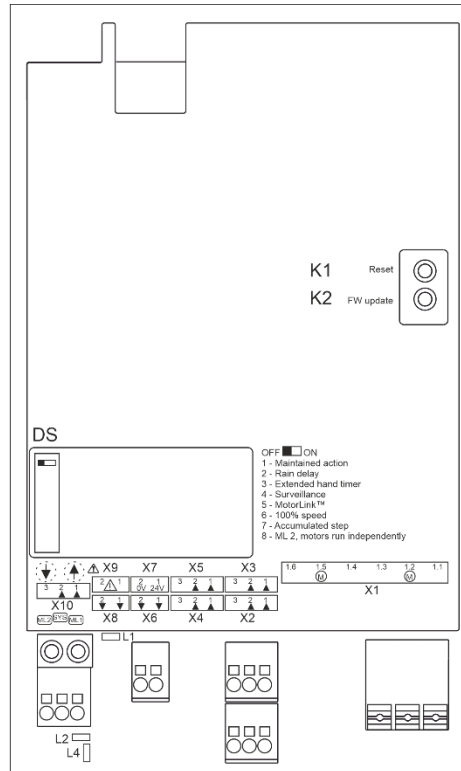 K1 Reset
K2 FW update
DS
OFF ON
1 - Maintained action
2 - Rain delay
3 - Extended hand timer
4 - Surveillance
5 - MotorLink™
6 - 100% speed
7 - Accumulated step
8 - ML 2, motors run independently
X9 X7 X5 X3
1.6 1.5 1.4 1.3 1.2 1.1
M M
X1
3 2 1
2 1
2 1
0V 24V
3 2 1
3 2 1
X10
2 1
2 1
3 2 1
3 2 1
X8 X6 X4 X2
ML2 SYS ML1
L1
L2
L4